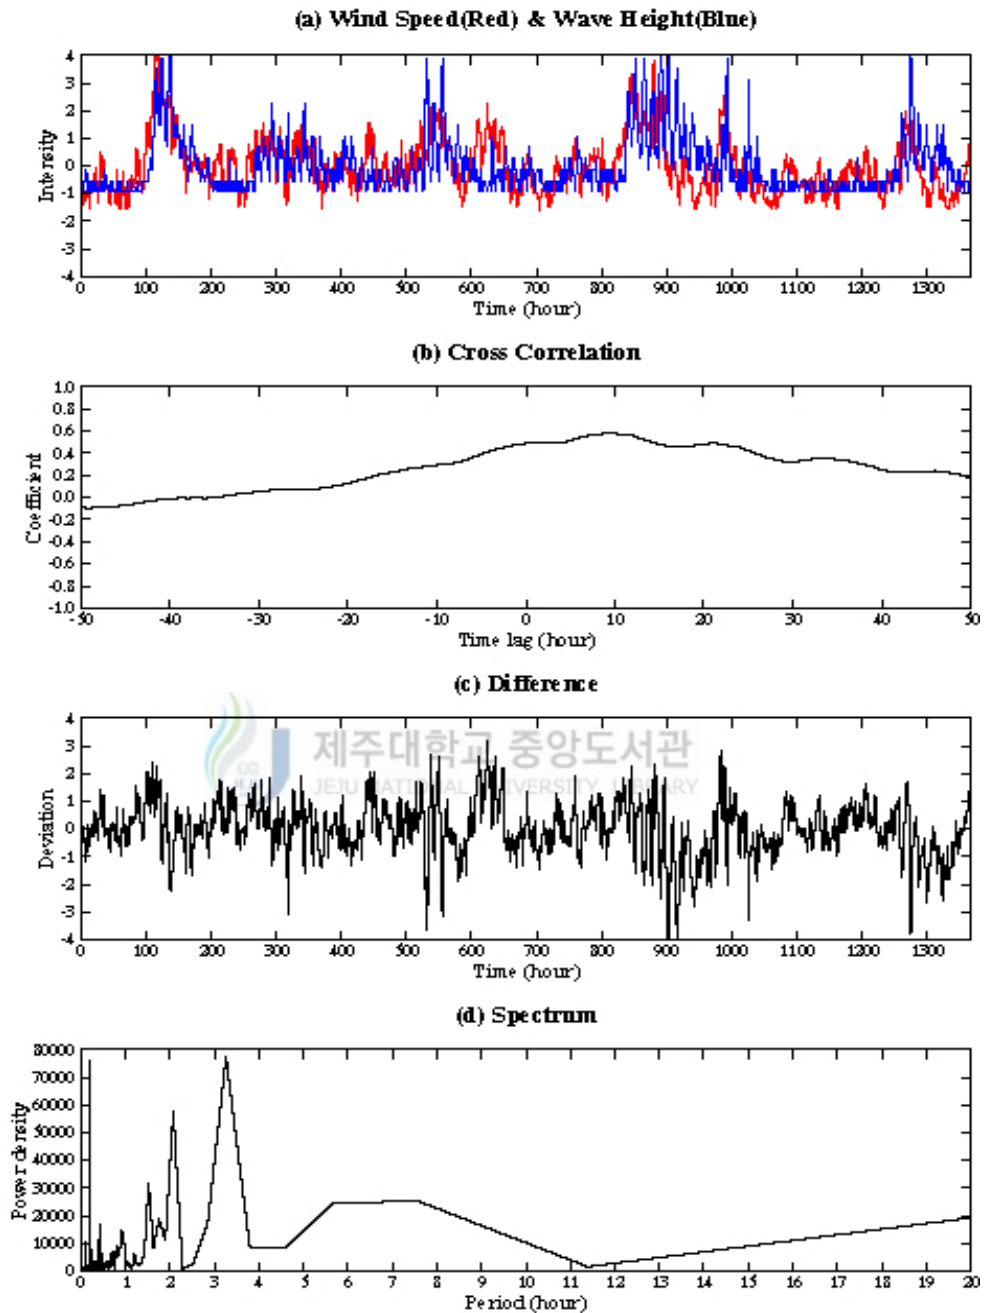 (a) Wind Speed(Red) & Wave Height(Blue)
4
3
2
1
0
-1
-2
-3
-4
Intensity
0 100 200 300 400 500 600 700 800 900 1000 1100 1200 1300
Time (hour)
(b) Cross Correlation
1.0
0.8
0.6
0.4
0.2
0.0
-0.2
-0.4
-0.6
-0.8
-1.0
Coefficient
-50 -40 -30 -20 -10 0 10 20 30 40 50
Time lag (hour)
(c) Difference
제주대학교 중앙도서관
JEJU NATIONAL UNIVERSITY LIBRARY
4
3
2
1
0
-1
-2
-3
-4
Deviation
0 100 200 300 400 500 600 700 800 900 1000 1100 1200 1300
Time (hour)
(d) Spectrum
80000
70000
60000
50000
40000
30000
20000
10000
0
Power density
0 1 2 3 4 5 6 7 8 9 10 11 12 13 14 15 16 17 18 19 20
Period (hour)